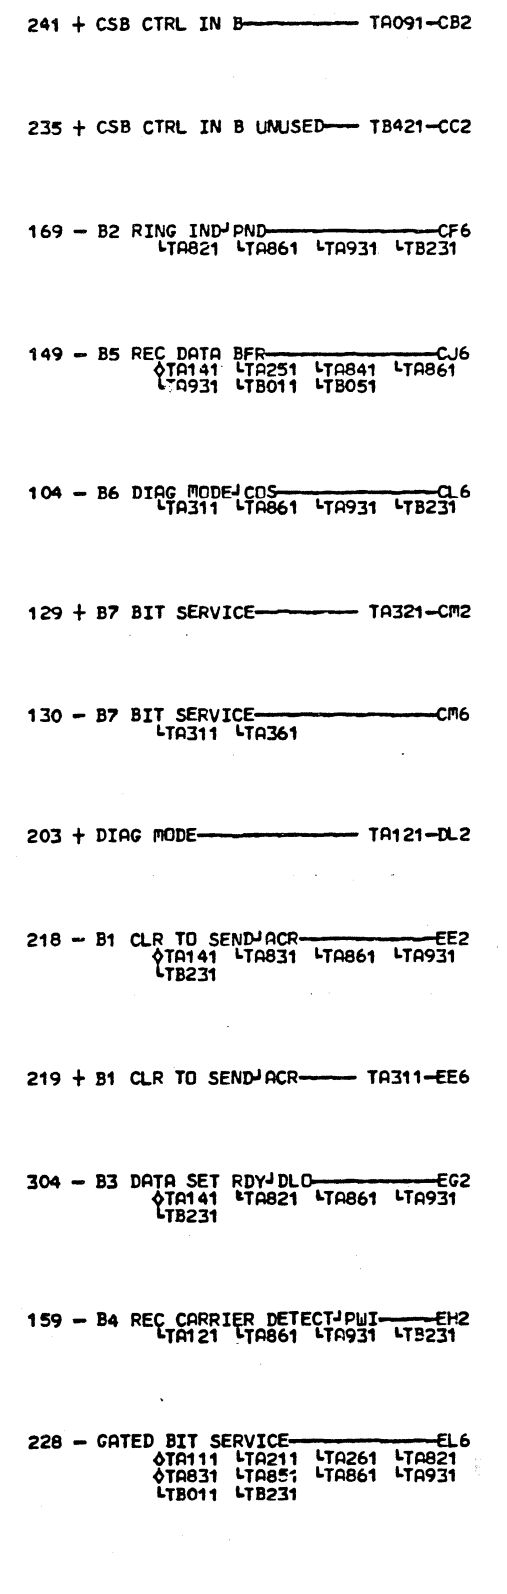 241 + CSB CTRL IN B TA091-CB2
235 + CSB CTRL IN B UNUSED TB421-CC2
169 - B2 RING IND PND CF6
TA821 TA861 TA931 TB231
149 - B5 REC DATA BFR CJ6
TA141 TA251 TA841 TA861
TA931 TB011 TB051
104 - B6 DIAG MODE COS CL6
TA311 TA861 TA931 TB231
129 + B7 BIT SERVICE TA321-CM2
130 - B7 BIT SERVICE CM6
TA311 TA361
203 + DIAG MODE TA121-DL2
218 - B1 CLR TO SEND ACR EE2
TA141 TA831 TA861 TA931
TB231
219 + B1 CLR TO SEND ACR TA311-EE6
304 - B3 DATA SET RDY DLO EG2
TA141 TA821 TA861 TA931
TB231
159 - B4 REC CARRIER DETECT PWI EH2
TA121 TA861 TA931 TB231
228 - GATED BIT SERVICE EL6
TA111 TA211 TA261 TA821
TA831 TA851 TA861 TA931
TB011 TB231